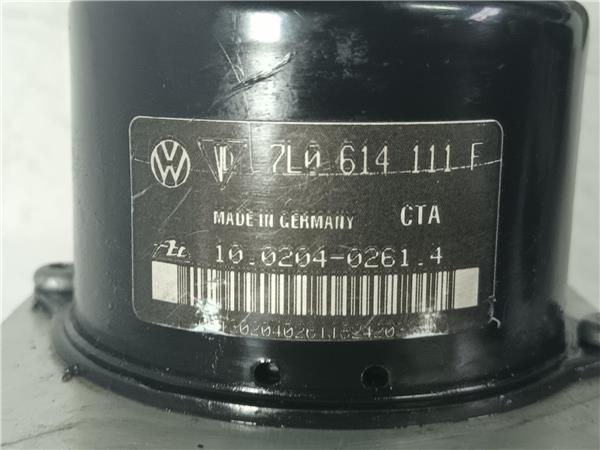 7L0 614 111 F
MADE IN GERMANY CTA
10.0204-0261.4